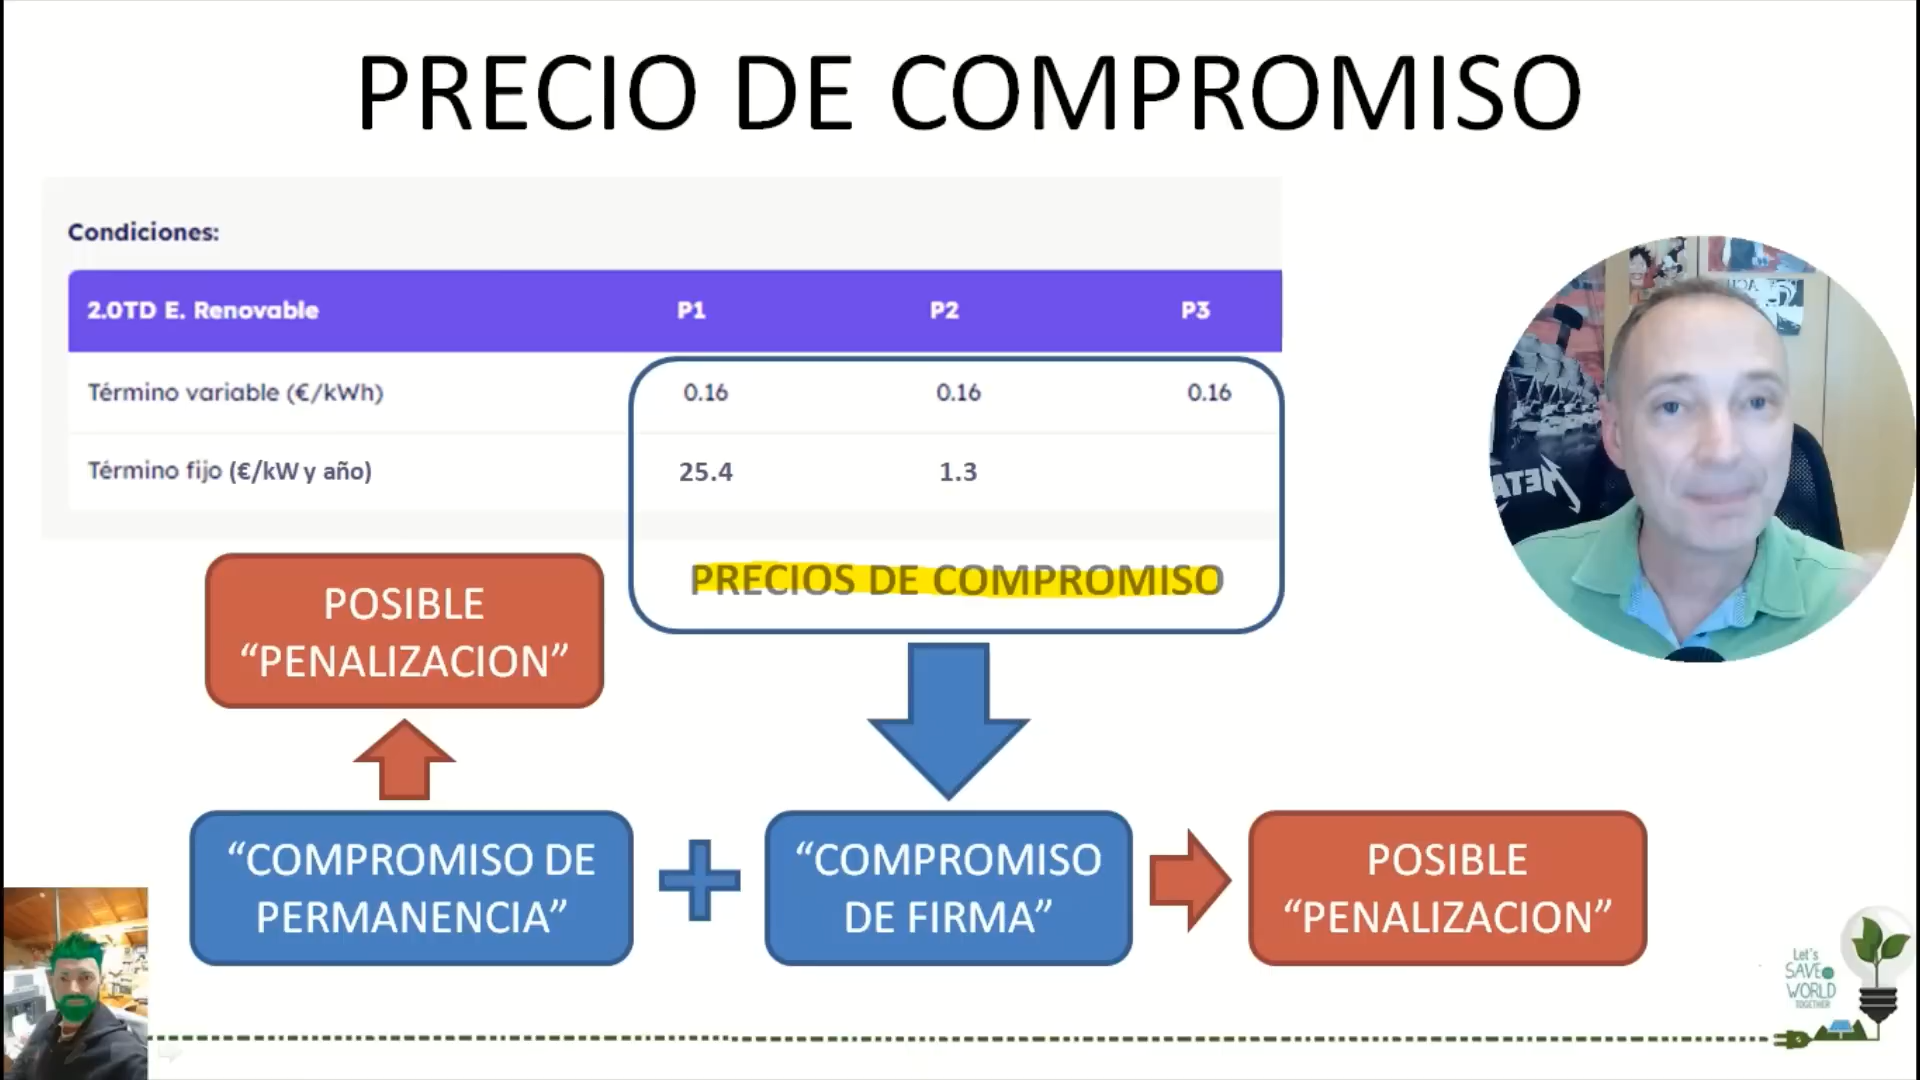 PRECIO DE COMPROMISO
Condiciones:
2.0TD E. Renovable P1 P2 P3
Término variable (€/kWh) 0.16 0.16 0.16
Término fijo (€/kW y año) 25.4 1.3
PRECIOS DE COMPROMISO
POSIBLE
“PENALIZACION”
“COMPROMISO DE
PERMANENCIA”
“COMPROMISO
DE FIRMA”
POSIBLE
“PENALIZACION”
Let's
SAVE
WORLD
TOGETHER